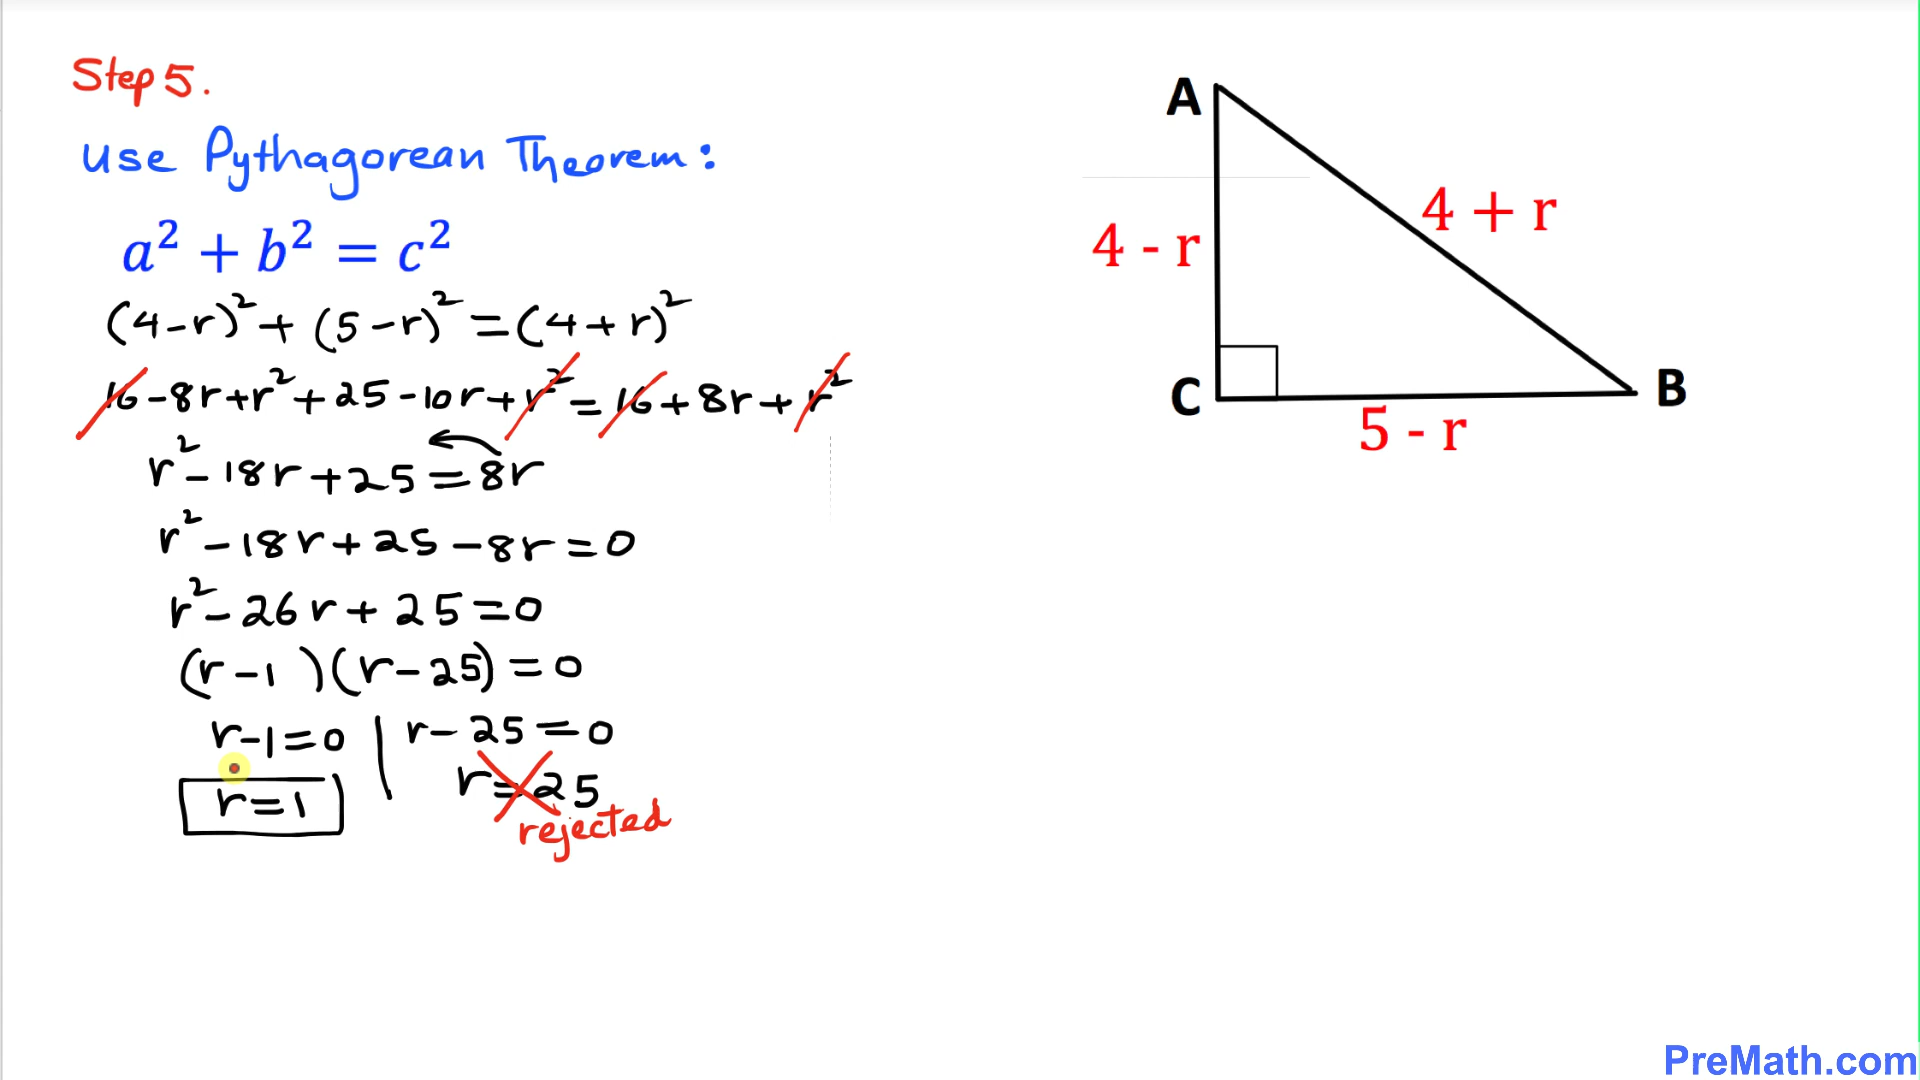 Step 5.
use Pythagorean Theorem:
a² + b² = c²
(4-r)² + (5-r)² = (4+r)²
16-8r+r²+25-10r+r² = 16+8r+r²
r²-18r+25=8r
r²-18r+25-8r=0
r²-26r+25=0
(r-1)(r-25)=0
r-1=0 | r-25=0
r=1 r=25
rejected
A
4 + r
4 - r
C
B
5 - r
PreMath.com